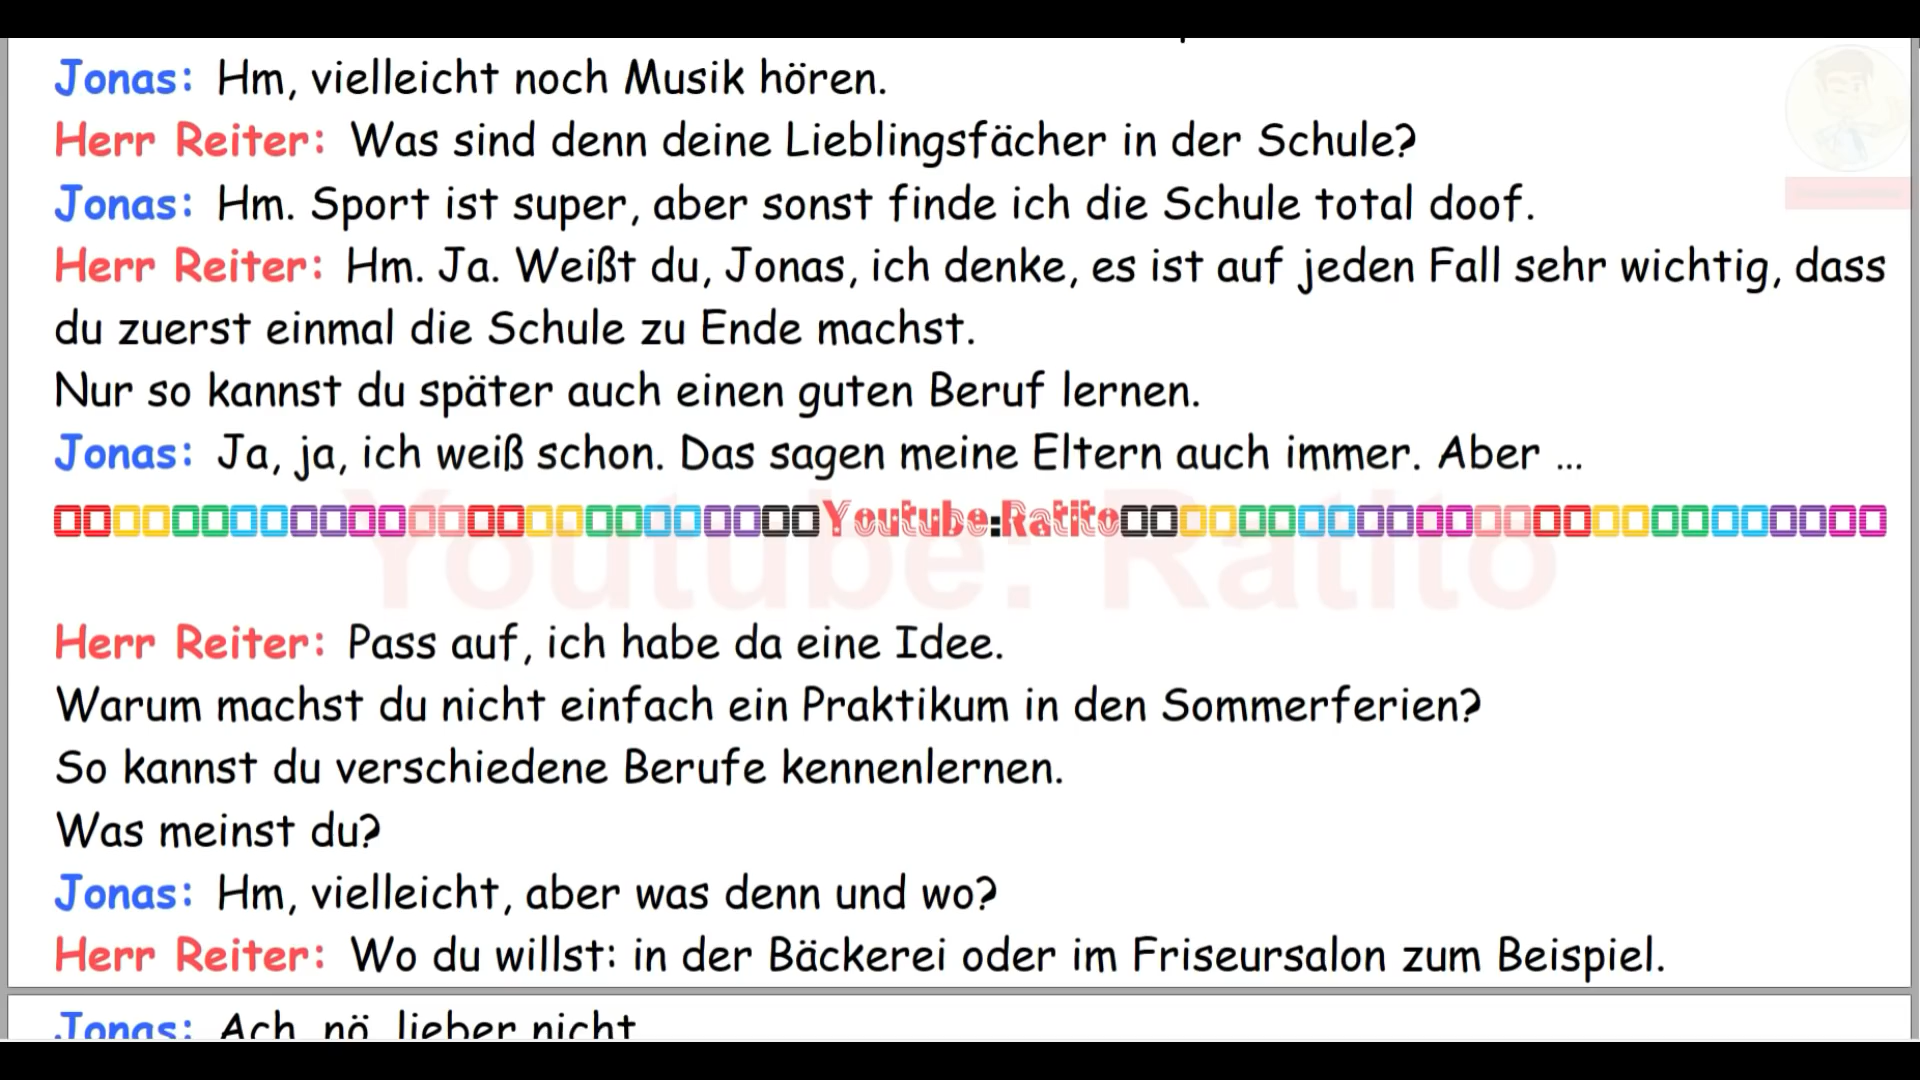 Jonas: Hm, vielleicht noch Musik hören.
Herr Reiter: Was sind denn deine Lieblingsfächer in der Schule?
Jonas: Hm. Sport ist super, aber sonst finde ich die Schule total doof.
Herr Reiter: Hm. Ja. Weißt du, Jonas, ich denke, es ist auf jeden Fall sehr wichtig, dass
du zuerst einmal die Schule zu Ende machst.
Nur so kannst du später auch einen guten Beruf lernen.
Jonas: Ja, ja, ich weiß schon. Das sagen meine Eltern auch immer. Aber ...
Youtube:Ratito
Youtube: Ratito
Herr Reiter: Pass auf, ich habe da eine Idee.
Warum machst du nicht einfach ein Praktikum in den Sommerferien?
So kannst du verschiedene Berufe kennenlernen.
Was meinst du?
Jonas: Hm, vielleicht, aber was denn und wo?
Herr Reiter: Wo du willst: in der Bäckerei oder im Friseursalon zum Beispiel.
Jonas: Ach, nö, lieber nicht